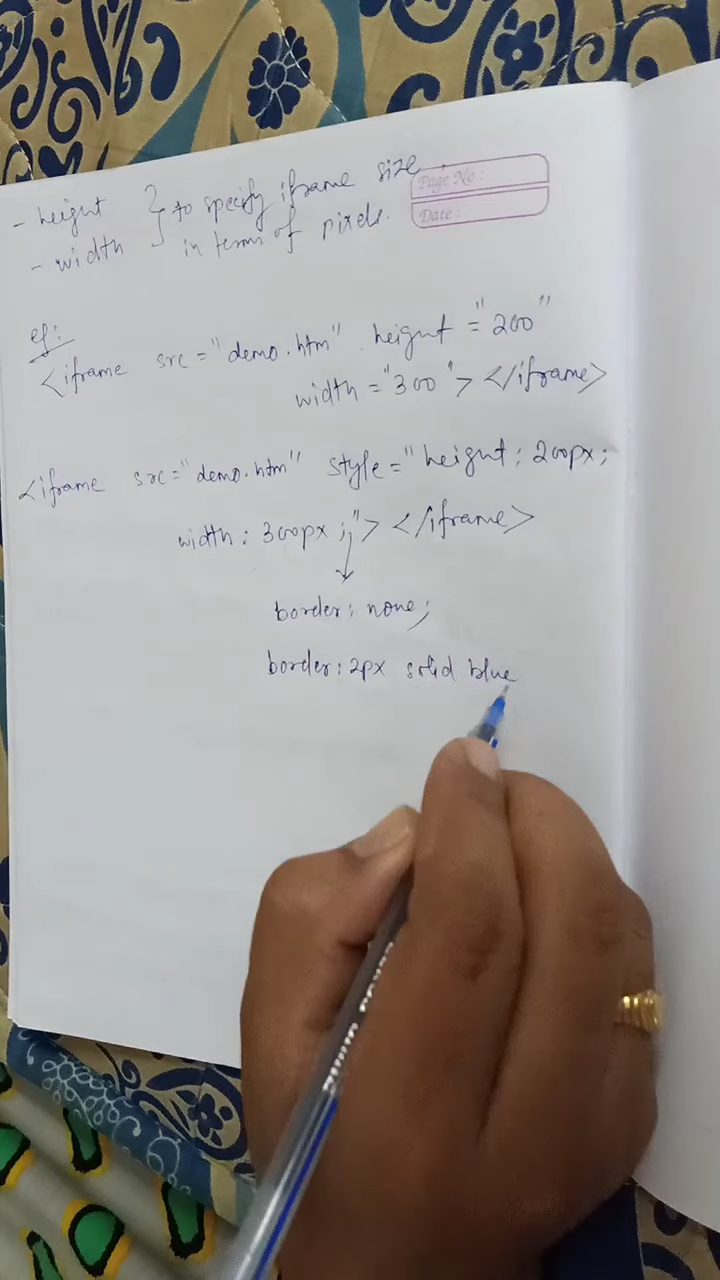 - height } to specify iframe size.
- width in terms of pixels.
Page No :
Date :
eg:
<iframe src="demo.htm" height="200"
width="300"></iframe>
<iframe src="demo.htm" style="height: 200px;
width: 300px;"></iframe>
border: none;
border: 2px solid blue